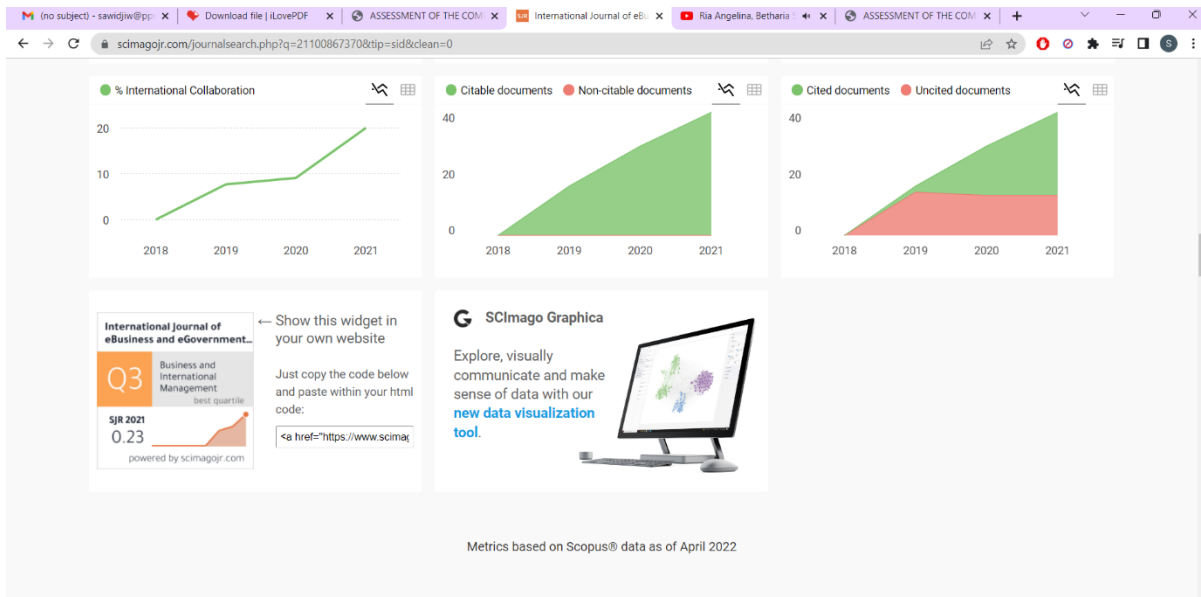 (no subject) - sawidjiw@pp
Download file | iLovePDF
ASSESSMENT OF THE COM
International Journal of eBu
Ria Angelina, Betharia S
ASSESSMENT OF THE COM
scimagojr.com/journalsearch.php?q=21100867370&tip=sid&clean=0
S
% International Collaboration
20
10
0
2018 2019 2020 2021
Citable documents Non-citable documents
40
20
0
2018 2019 2020 2021
Cited documents Uncited documents
40
20
0
2018 2019 2020 2021
International Journal of
eBusiness and eGovernment...
Q3
Business and
International
Management
best quartile
SJR 2021
0.23
powered by scimagojr.com
← Show this widget in
your own website
Just copy the code below
and paste within your html
code:
<a href="https://www.scimag
SCImago Graphica
Explore, visually
communicate and make
sense of data with our
new data visualization
tool.
Metrics based on Scopus® data as of April 2022